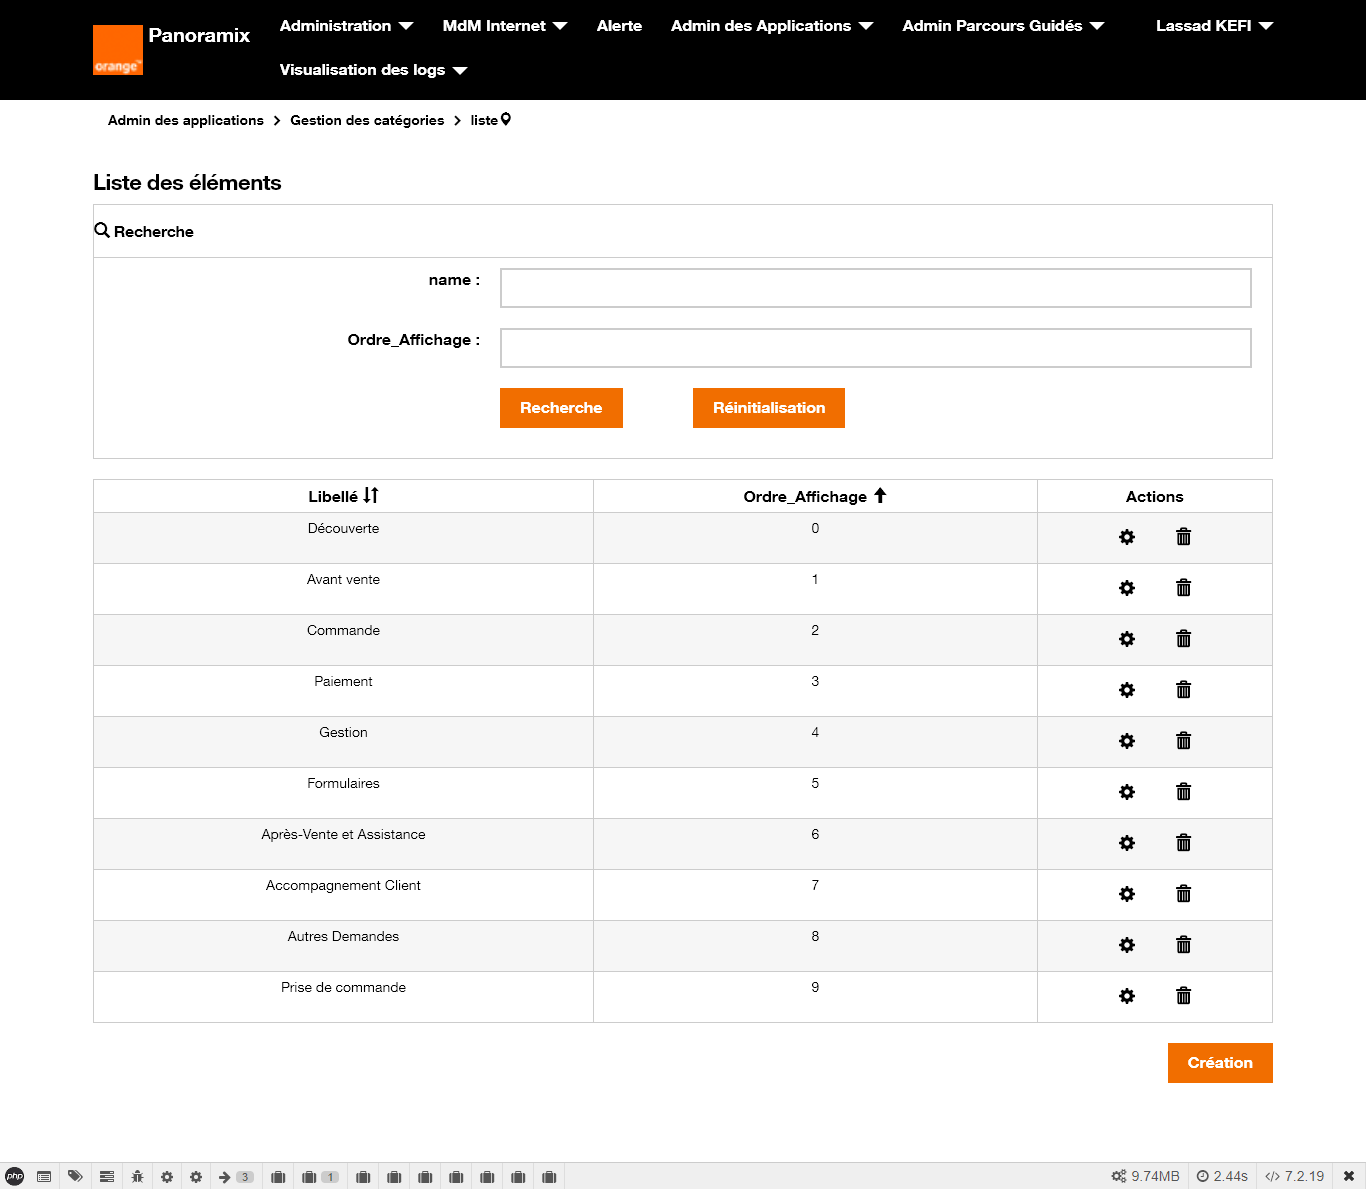 orange™
Panoramix
Administration
MdM Internet
Alerte
Admin des Applications
Admin Parcours Guidés
Lassad KEFI
Visualisation des logs
Admin des applications > Gestion des catégories > liste
Liste des éléments
Recherche
name :
Ordre_Affichage :
Recherche
Réinitialisation
Libellé Ordre_Affichage Actions
Découverte 0
Avant vente 1
Commande 2
Paiement 3
Gestion 4
Formulaires 5
Après-Vente et Assistance 6
Accompagnement Client 7
Autres Demandes 8
Prise de commande 9
Création
php 3 1 9.74MB 2.44s </> 7.2.19